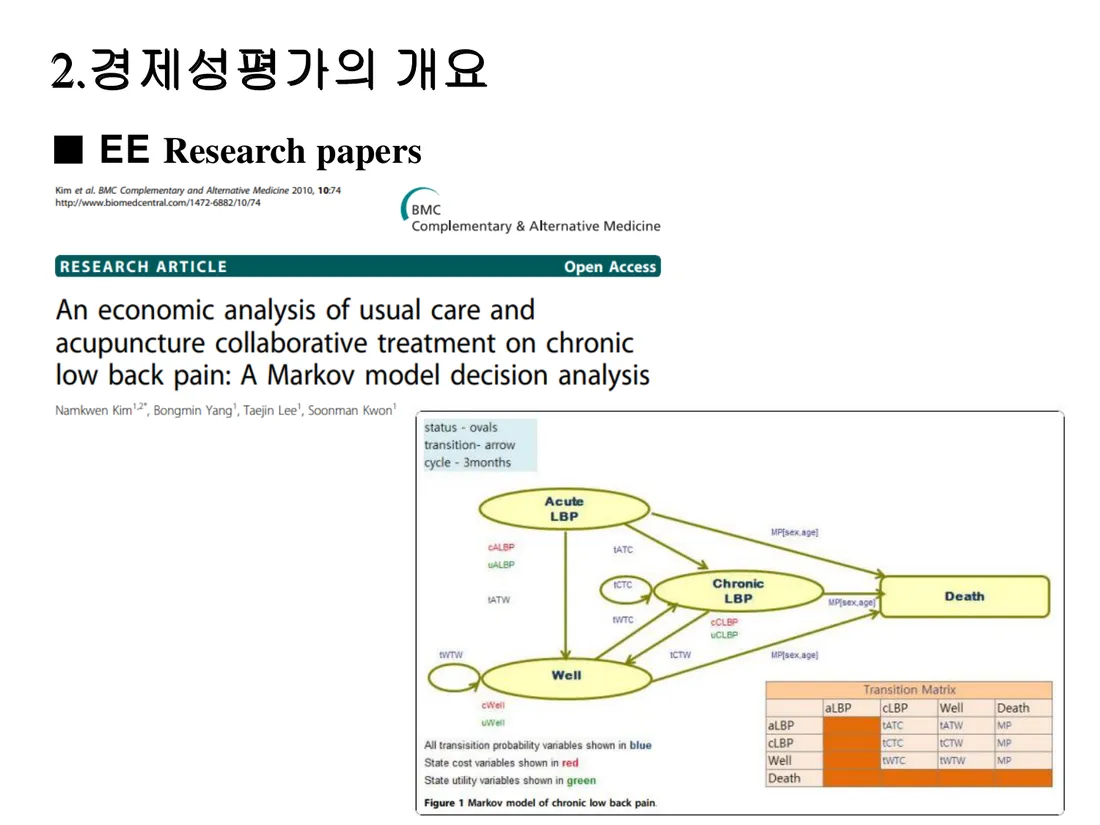 2.경제성평가의 개요
■ EE Research papers
Kim et al. BMC Complementary and Alternative Medicine 2010, 10:74
http://www.biomedcentral.com/1472-6882/10/74
BMC
Complementary & Alternative Medicine
RESEARCH ARTICLE Open Access
An economic analysis of usual care and
acupuncture collaborative treatment on chronic
low back pain: A Markov model decision analysis
Namkwen Kim1,2*, Bongmin Yang1, Taejin Lee1, Soonman Kwon1
status - ovals
transition- arrow
cycle - 3months
Acute
LBP
MP[sex,age]
cALBP
uALBP
tATC
tATW
tCTC
Chronic
LBP
MP[sex,age]
Death
tWTC
cCLBP
uCLBP
tWTW
tCTW
MP[sex,age]
Well
cWell
uWell
Transition Matrix
aLBP cLBP Well Death
aLBP tATC tATW MP
cLBP tCTC tCTW MP
Well tWTC tWTW MP
Death
All transisition probability variables shown in blue
State cost variables shown in red
State utility variables shown in green
Figure 1 Markov model of chronic low back pain.